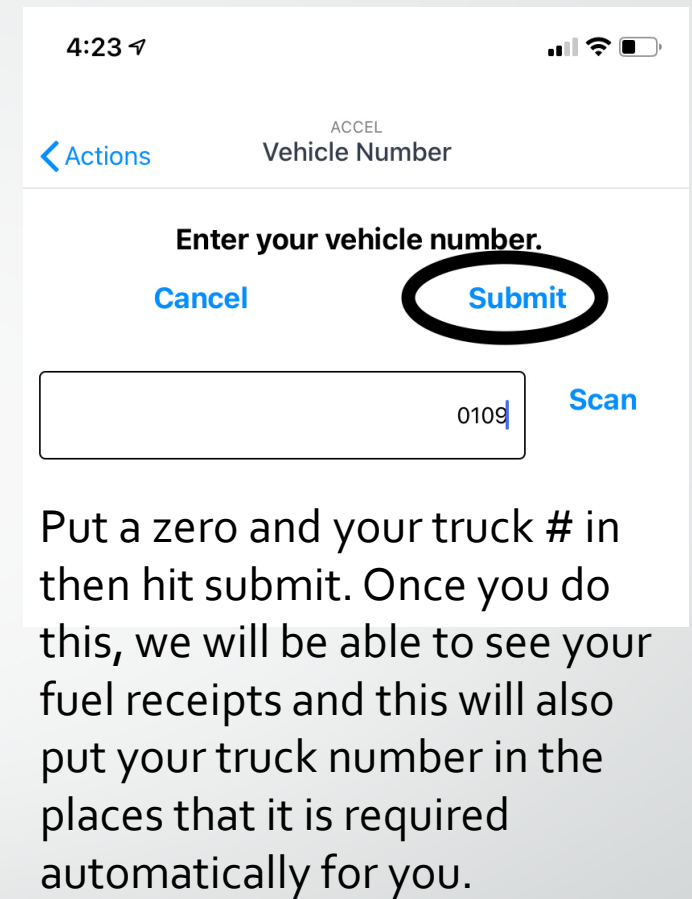 4:23
ACCEL
Actions Vehicle Number
Enter your vehicle number.
Cancel Submit
0109 Scan
Put a zero and your truck # in
then hit submit. Once you do
this, we will be able to see your
fuel receipts and this will also
put your truck number in the
places that it is required
automatically for you.